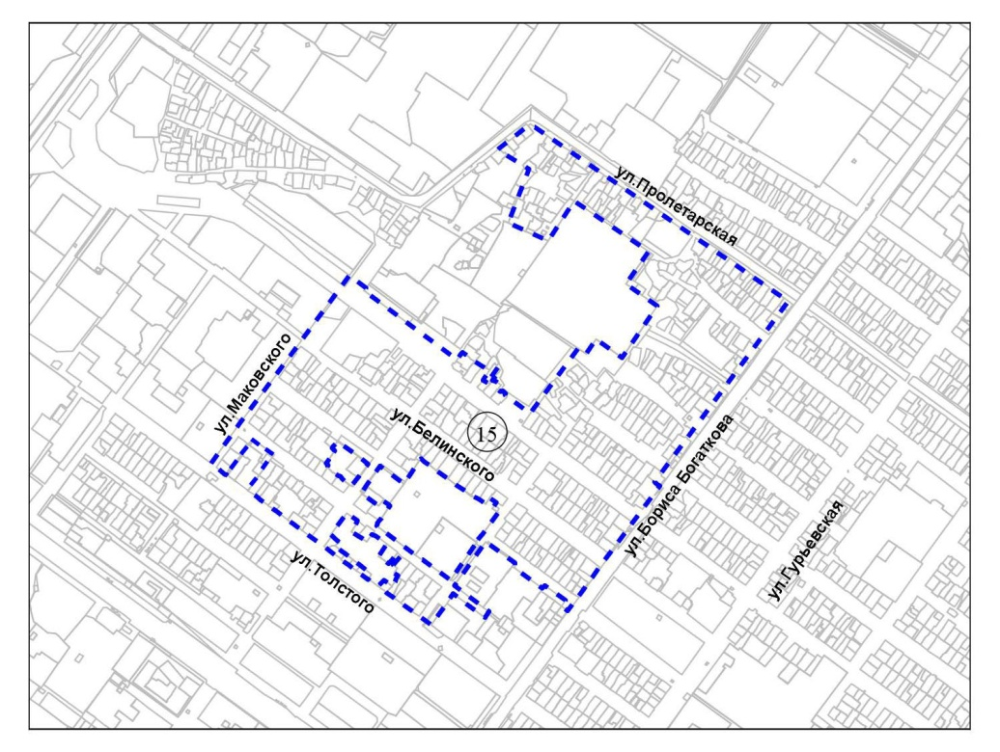 ул.Пролетарская
ул.Маковского
ул.Белинского
15
ул.Бориса Богаткова
ул.Гурьевская
ул.Толстого